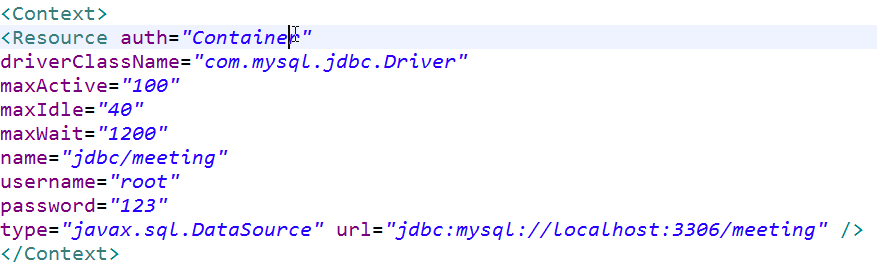 <Context>
<Resource auth="Container"
driverClassName="com.mysql.jdbc.Driver"
maxActive="100"
maxIdle="40"
maxWait="1200"
name="jdbc/meeting"
username="root"
password="123"
type="javax.sql.DataSource" url="jdbc:mysql://localhost:3306/meeting" />
</Context>